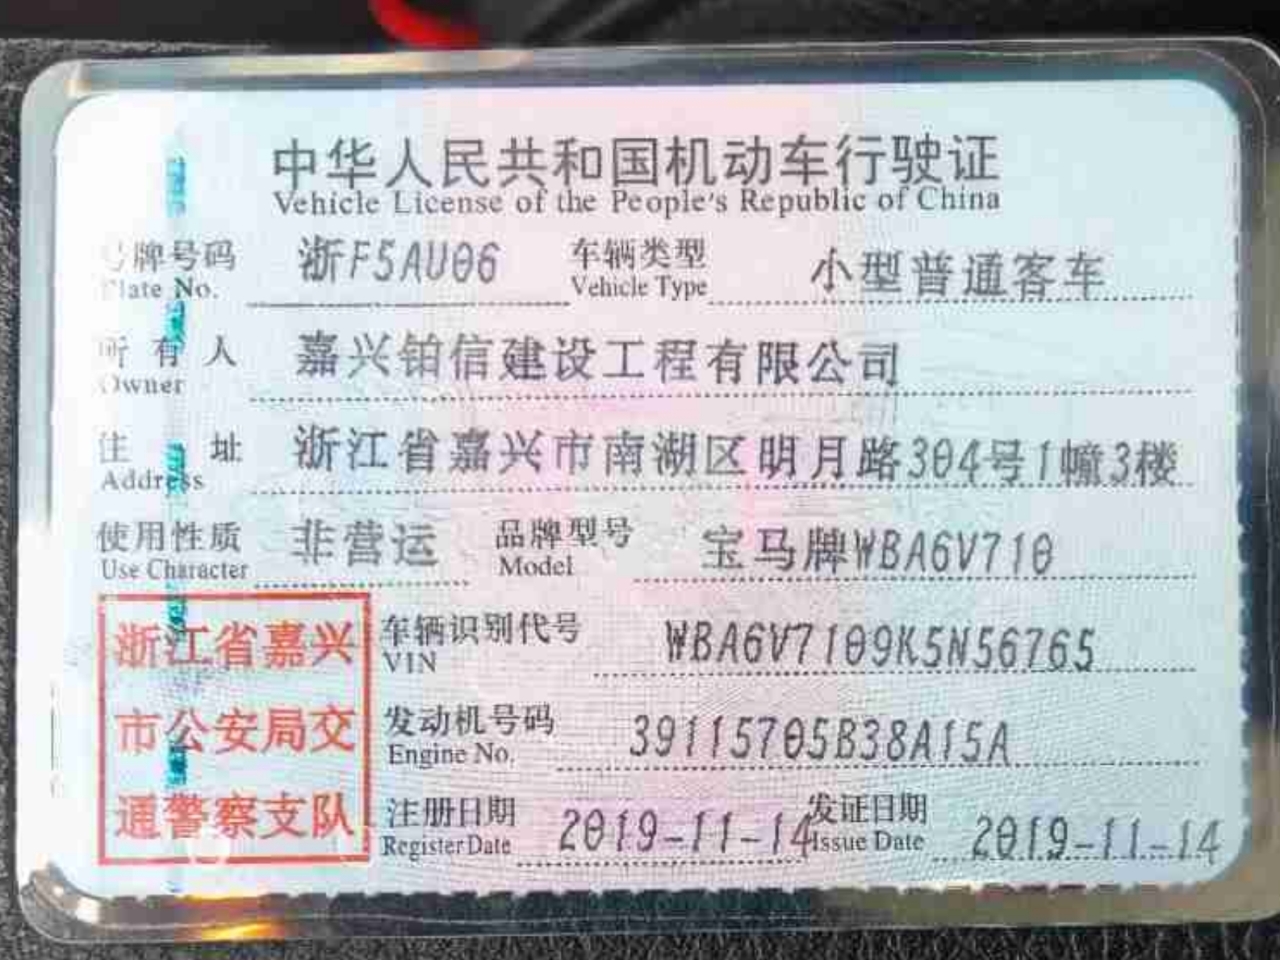 中华人民共和国机动车行驶证
Vehicle License of the People's Republic of China
号牌号码 浙F5AU06 车辆类型 小型普通客车
Plate No. Vehicle Type
所有人 嘉兴铂信建设工程有限公司
Owner
住址 浙江省嘉兴市南湖区明月路304号1幢3楼
Address
使用性质 非营运 品牌型号 宝马牌WBA6V710
Use Character Model
浙江省嘉兴
市公安局交
通警察支队
车辆识别代号 WBA6V7109K5N56765
VIN
发动机号码 39115705B38A15A
Engine No.
注册日期 2019-11-14 发证日期 2019-11-14
Register Date Issue Date